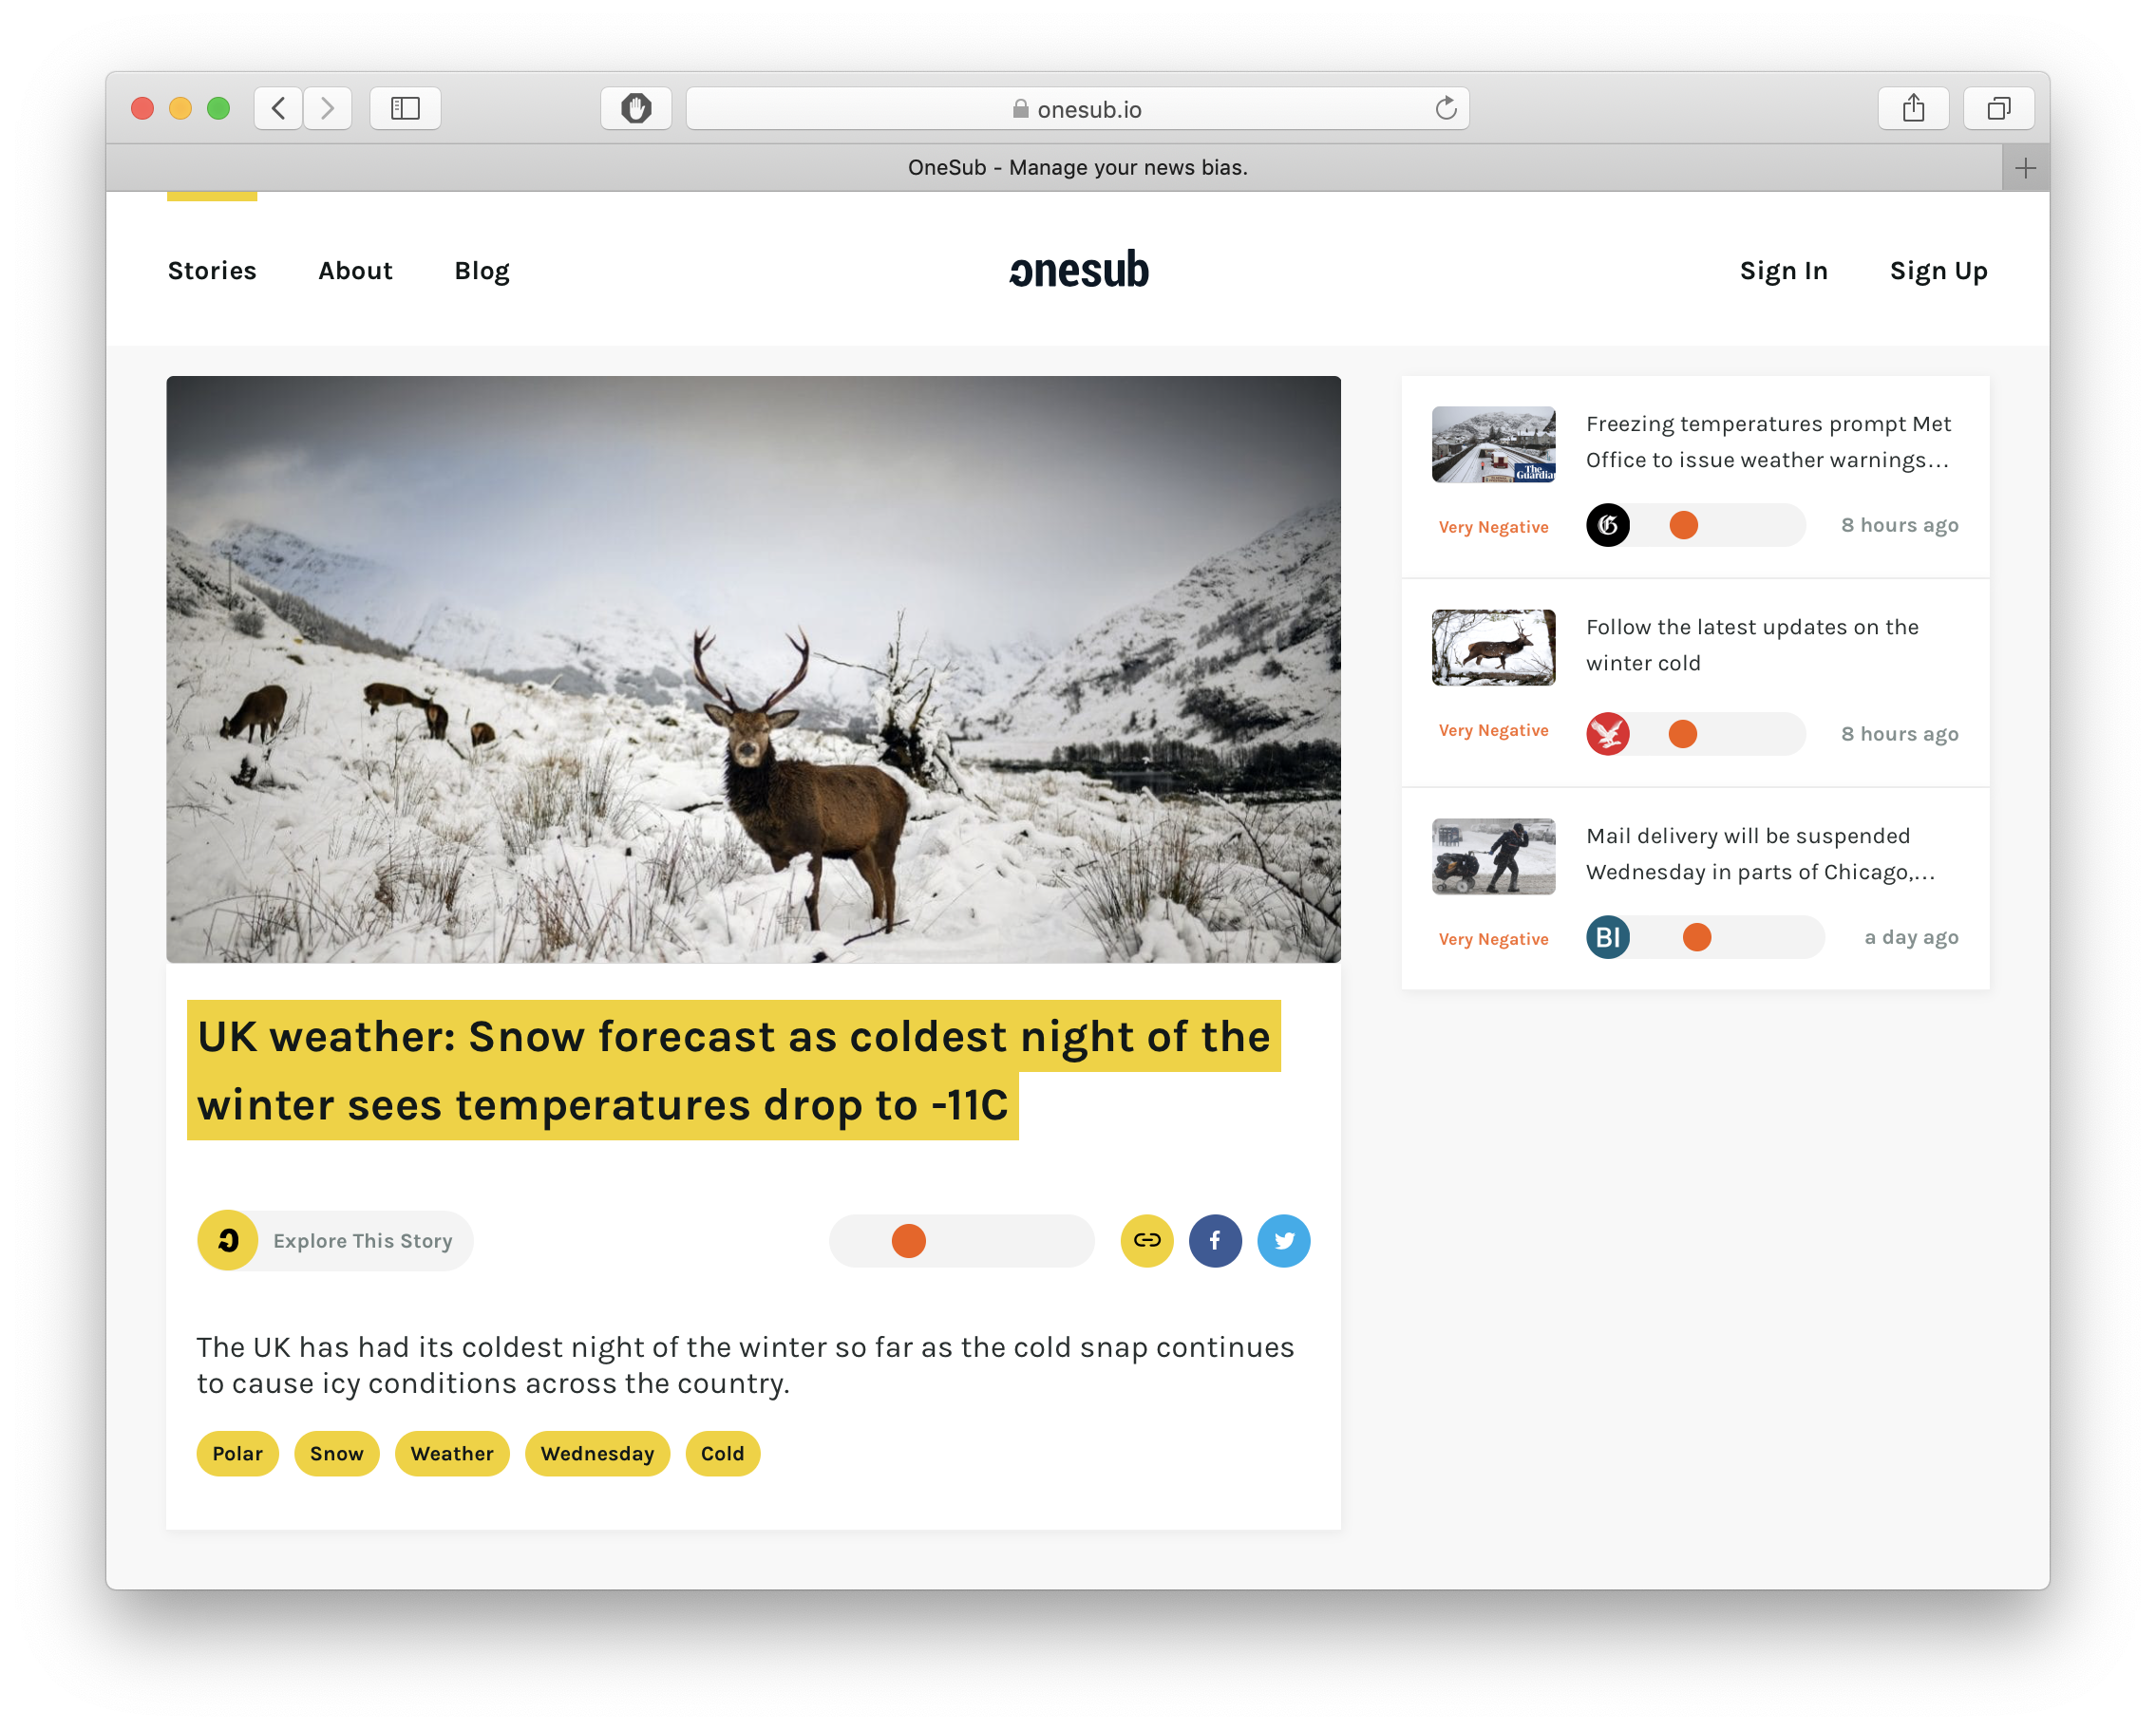 onesub.io
OneSub - Manage your news bias.
Stories
About
Blog
onesub
Sign In
Sign Up
UK weather: Snow forecast as coldest night of the
winter sees temperatures drop to -11C
Explore This Story
The UK has had its coldest night of the winter so far as the cold snap continues
to cause icy conditions across the country.
Polar
Snow
Weather
Wednesday
Cold
Freezing temperatures prompt Met
Office to issue weather warnings…
The
Guardia
Very Negative
G
8 hours ago
Follow the latest updates on the
winter cold
Very Negative
8 hours ago
Mail delivery will be suspended
Wednesday in parts of Chicago,…
Very Negative
BI
a day ago